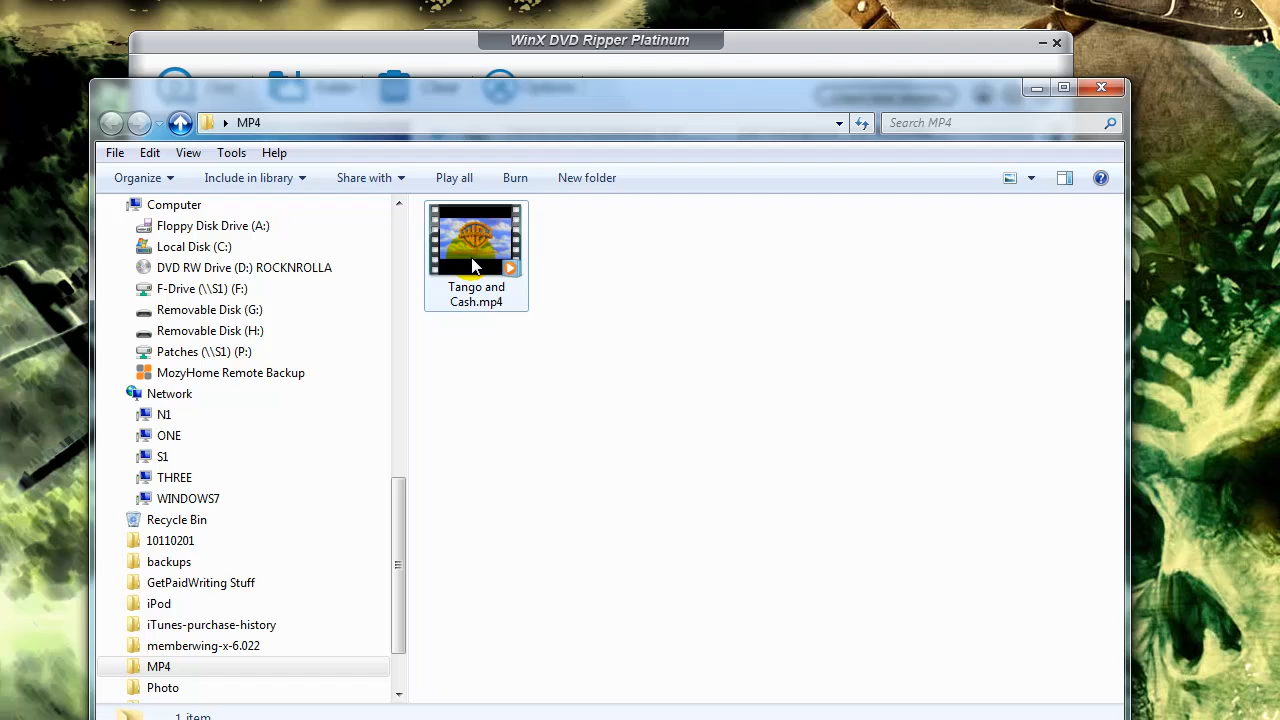 WinX DVD Ripper Platinum
MP4
Search MP4
File Edit View Tools Help
Organize Include in library Share with Play all Burn New folder
Computer
Floppy Disk Drive (A:)
Local Disk (C:)
DVD RW Drive (D:) ROCKNROLLA
F-Drive (\\S1) (F:)
Removable Disk (G:)
Removable Disk (H:)
Patches (\\S1) (P:)
MozyHome Remote Backup
Network
N1
ONE
S1
THREE
WINDOWS7
Recycle Bin
10110201
backups
GetPaidWriting Stuff
iPod
iTunes-purchase-history
memberwing-x-6.022
MP4
Photo
Tango and
Cash.mp4
1 item